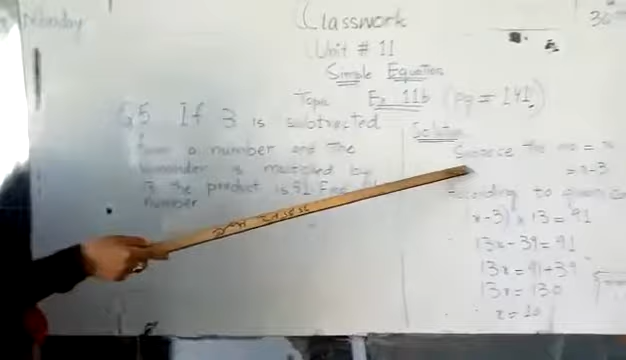 Classwork
Unit # 11
Simple Equation
Topic Ex 11b (pg = 141)
Q5 If 3 is subtracted
from a number and the
remainder is multiplied by
13 the product is 91. Find
number
Solution
Suppose the no = x
= x-3
According to given
(x-3) × 13 = 91
13x - 39 = 91
13x = 91 + 39
13x = 130
x = 10